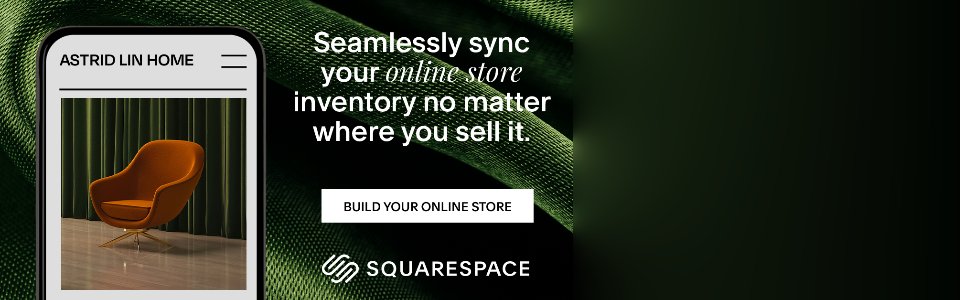 ASTRID LIN HOME
Seamlessly sync
your online store
inventory no matter
where you sell it.
BUILD YOUR ONLINE STORE
SQUARESPACE